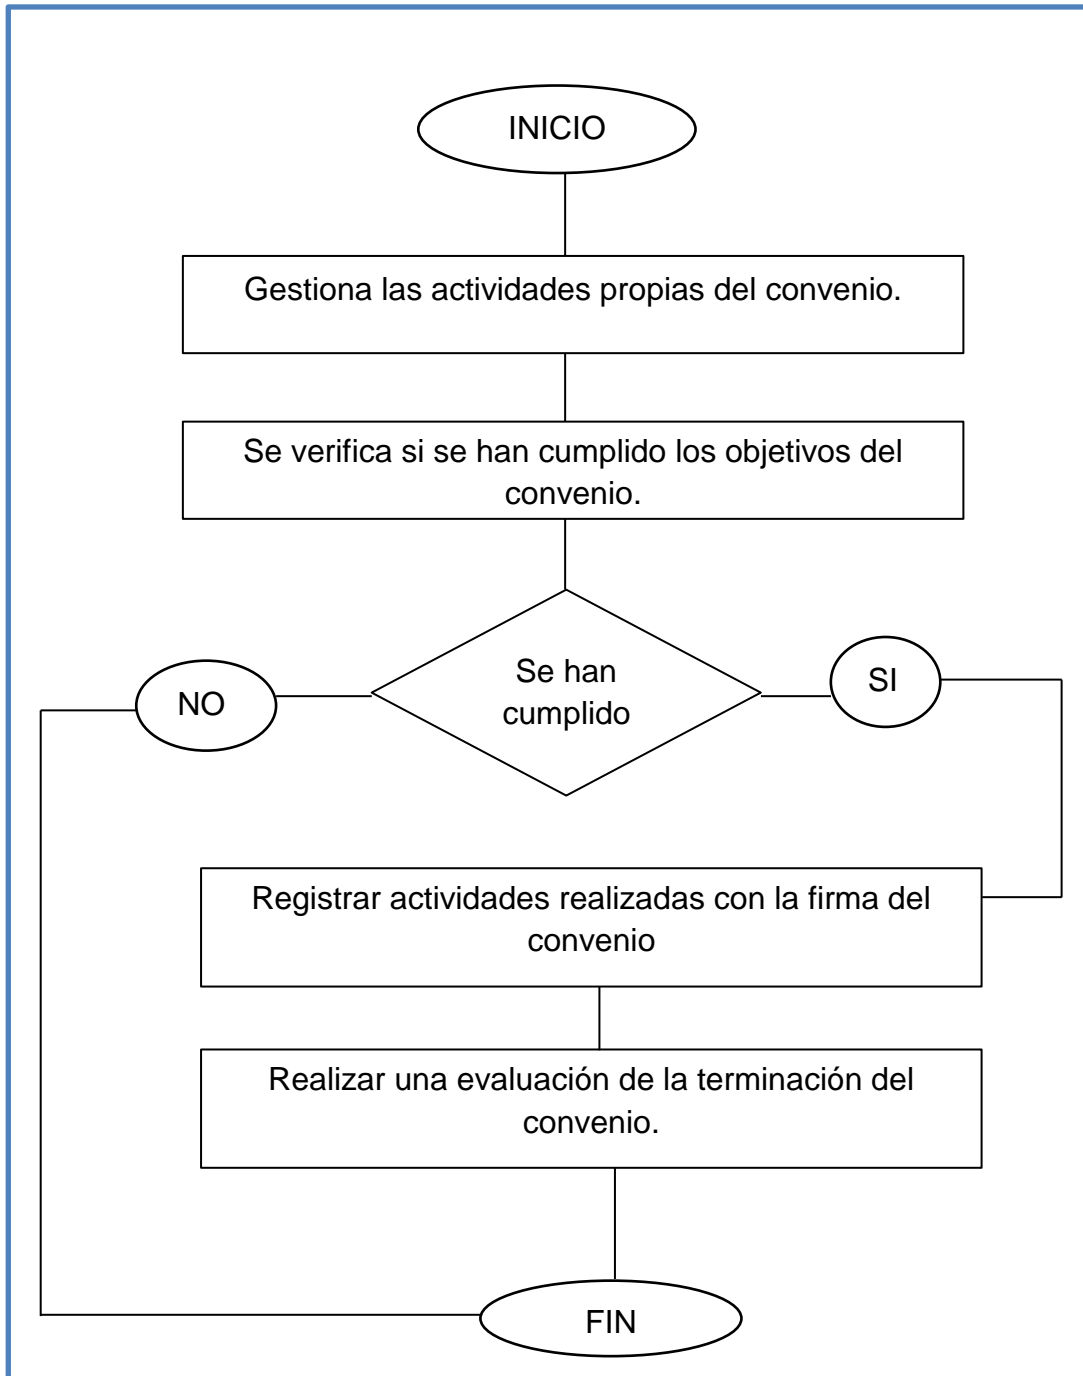 INICIO
Gestiona las actividades propias del convenio.
Se verifica si se han cumplido los objetivos del
convenio.
Se han
cumplido
NO
SI
Registrar actividades realizadas con la firma del
convenio
Realizar una evaluación de la terminación del
convenio.
FIN